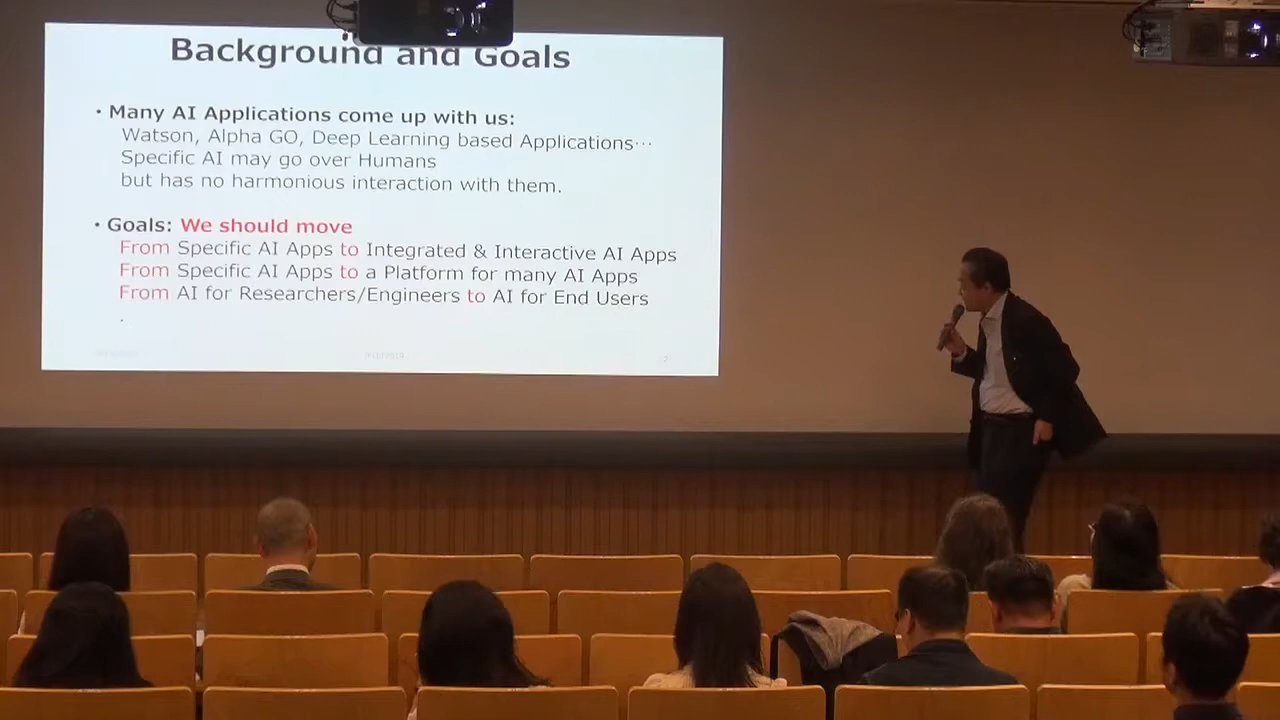 Background and Goals
• Many AI Applications come up with us:
Watson, Alpha GO, Deep Learning based Applications…
Specific AI may go over Humans
but has no harmonious interaction with them.
• Goals: We should move
From Specific AI Apps to Integrated & Interactive AI Apps
From Specific AI Apps to a Platform for many AI Apps
From AI for Researchers/Engineers to AI for End Users
.